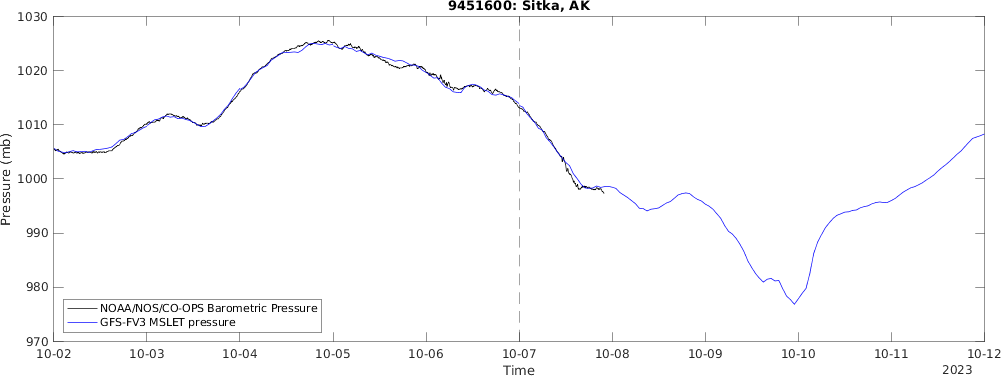 9451600: Sitka, AK
1030
1020
1010
1000
990
980
970
Pressure (mb)
NOAA/NOS/CO-OPS Barometric Pressure
GFS-FV3 MSLET pressure
10-02 10-03 10-04 10-05 10-06 10-07 10-08 10-09 10-10 10-11 10-12
Time
2023